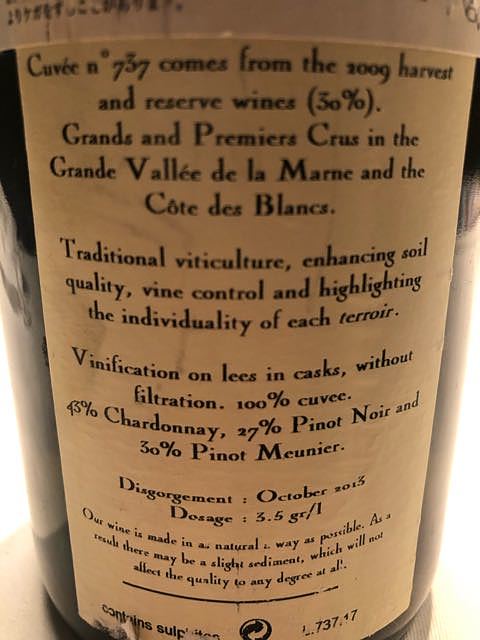 Cuvée n° 737 comes from the 2009 harvest
and reserve wines (30%).
Grands and Premiers Crus in the
Grande Vallée de la Marne and the
Côte des Blancs.
Traditional viticulture, enhancing soil
quality, vine control and highlighting
the individuality of each terroir.
Vinification on lees in casks, without
filtration. 100% cuvee.
43% Chardonnay, 27% Pinot Noir and
30% Pinot Meunier.
Disgorgement : October 2013
Dosage : 3.5 gr/l
Our wine is made in as natural a way as possible. As a
result there may be a slight sediment, which will not
affect the quality to any degree at all.
contains sulphites
L.737.17